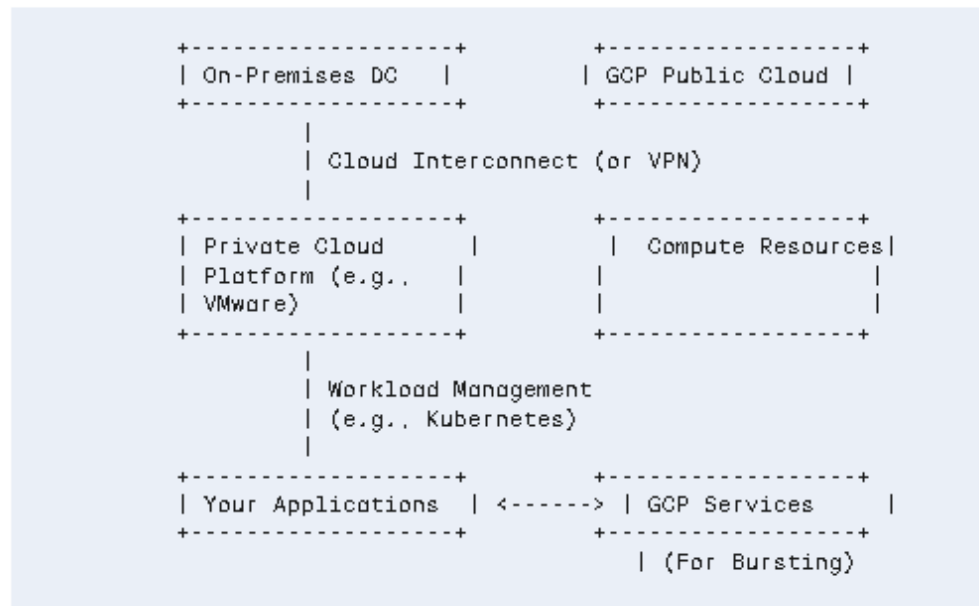 +-------------------+         +------------------+
| On-Premises DC   |         | GCP Public Cloud |
+-------------------+         +------------------+
         |
         | Cloud Interconnect (or VPN)
         |
+-------------------+         +------------------+
| Private Cloud      |         |  Compute Resources|
| Platform (e.g.,   |         |                   |
| VMware)           |         |                   |
+-------------------+         +------------------+
         |
         | Workload Management
         | (e.g., Kubernetes)
         |
+-------------------+         +------------------+
| Your Applications  | <------> | GCP Services     |
+-------------------+         +------------------+
                                 | (For Bursting)